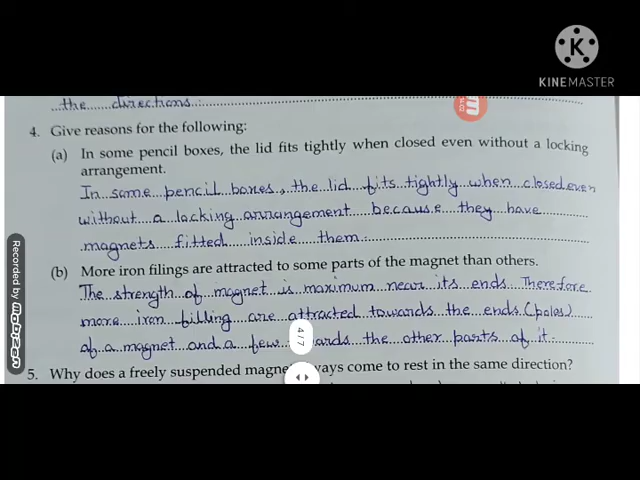 K
KINEMASTER
the directions.
4. Give reasons for the following:
(a) In some pencil boxes, the lid fits tightly when closed even without a locking
arrangement.
In some pencil boxes, the lid fits tightly when closed even
without a lacking arrangement because they have
magnets fitted inside them.
(b) More iron filings are attracted to some parts of the magnet than others.
The strength of magnet is maximum near its ends Therefore
more iron filling are attracted towards the ends (poles)
of a magnet and a few ards the other parts of it.
4/7
5. Why does a freely suspended magne ways come to rest in the same direction?
Recorded by